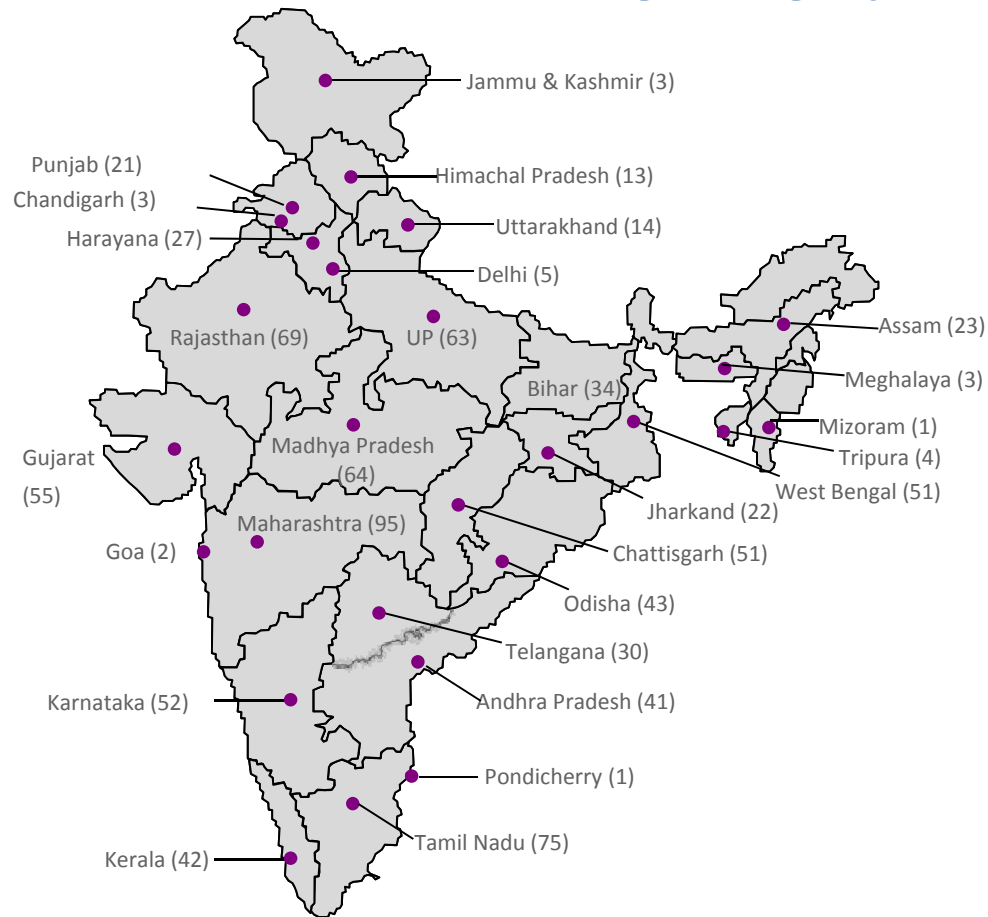 Jammu & Kashmir (3)
Punjab (21)
Himachal Pradesh (13)
Chandigarh (3)
Uttarakhand (14)
Harayana (27)
Delhi (5)
Rajasthan (69)
UP (63)
Assam (23)
Meghalaya (3)
Bihar (34)
Mizoram (1)
Madhya Pradesh
(64)
Gujarat
(55)
Tripura (4)
West Bengal (51)
Jharkand (22)
Maharashtra (95)
Goa (2)
Chattisgarh (51)
Odisha (43)
Telangana (30)
Karnataka (52)
Andhra Pradesh (41)
Pondicherry (1)
Tamil Nadu (75)
Kerala (42)